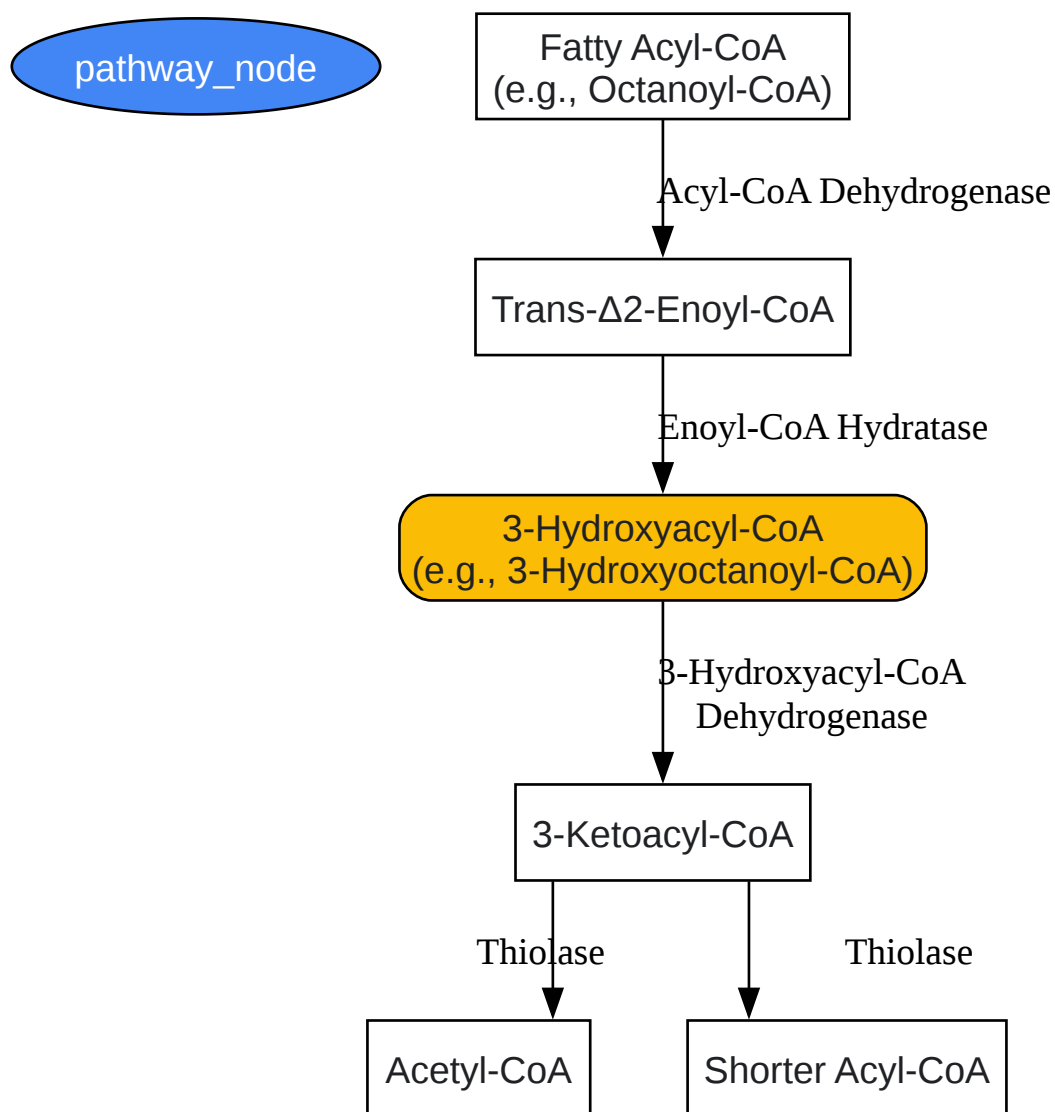 pathway_node
Fatty Acyl-CoA
(e.g., Octanoyl-CoA)
Acyl-CoA Dehydrogenase
Trans-Δ2-Enoyl-CoA
Enoyl-CoA Hydratase
3-Hydroxyacyl-CoA
(e.g., 3-Hydroxyoctanoyl-CoA)
3-Hydroxyacyl-CoA
Dehydrogenase
3-Ketoacyl-CoA
Thiolase
Thiolase
Acetyl-CoA
Shorter Acyl-CoA